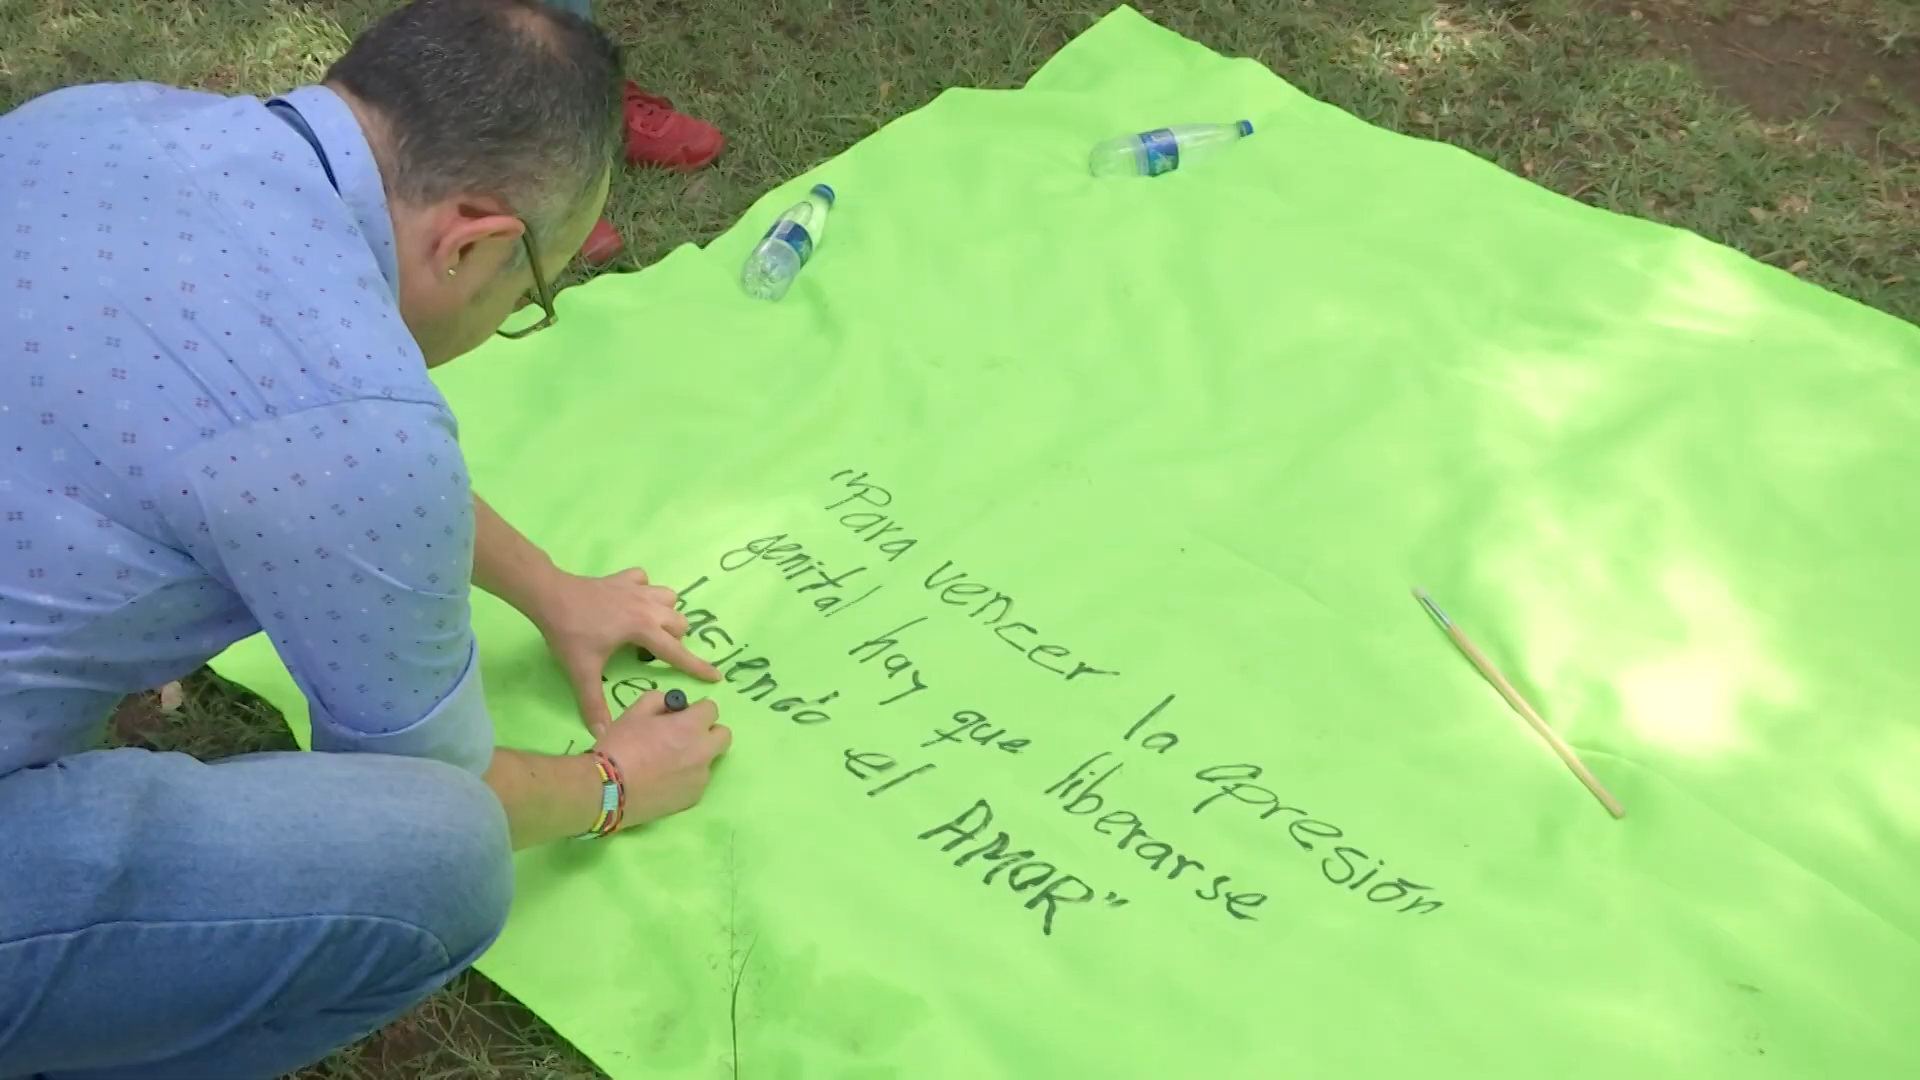 "Para vencer la opresión
genital hay que liberarse
haciendo el AMOR"